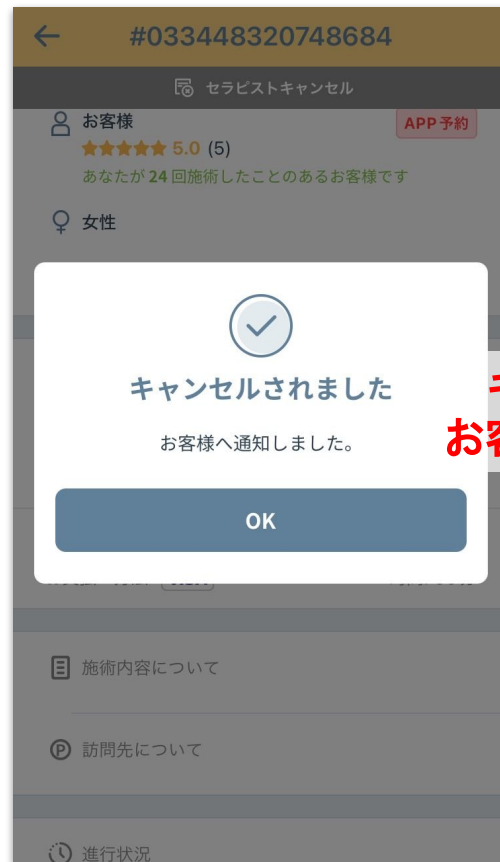 #033448320748684
セラピストキャンセル
お客様
APP予約
★★★★★ 5.0 (5)
あなたが 24 回施術したことのあるお客様です
女性
キャンセルされました
お客様へ通知しました。
お客
OK
施術内容について
P 訪問先について
進行状況